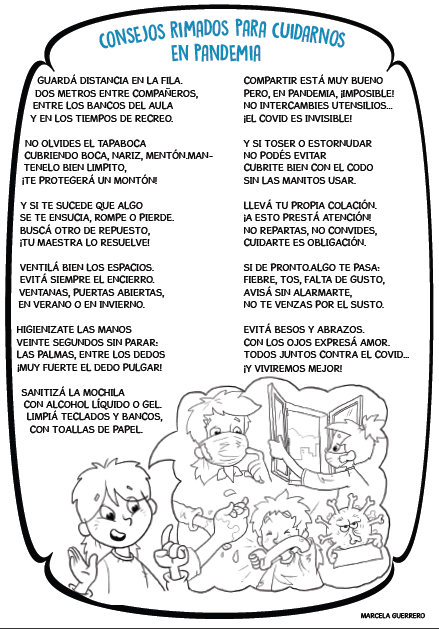 CONSEJOS RIMADOS PARA CUIDARNOS
EN PANDEMIA
GUARDÁ DISTANCIA EN LA FILA.
DOS METROS ENTRE COMPAÑEROS,
ENTRE LOS BANCOS DEL AULA
Y EN LOS TIEMPOS DE RECREO.
NO OLVIDES EL TAPABOCA
CUBRIENDO BOCA, NARIZ, MENTÓN.MAN-
TENELO BIEN LIMPITO,
¡TE PROTEGERÁ UN MONTÓN!
Y SI TE SUCEDE QUE ALGO
SE TE ENSUCIA, ROMPE O PIERDE.
BUSCÁ OTRO DE REPUESTO,
¡TU MAESTRA LO RESUELVE!
VENTILÁ BIEN LOS ESPACIOS.
EVITÁ SIEMPRE EL ENCIERRO.
VENTANAS, PUERTAS ABIERTAS,
EN VERANO O EN INVIERNO.
HIGIENIZATE LAS MANOS
VEINTE SEGUNDOS SIN PARAR:
LAS PALMAS, ENTRE LOS DEDOS
¡MUY FUERTE EL DEDO PULGAR!
SANITIZÁ LA MOCHILA
CON ALCOHOL LÍQUIDO O GEL.
LIMPIÁ TECLADOS Y BANCOS,
CON TOALLAS DE PAPEL.
COMPARTIR ESTÁ MUY BUENO
PERO, EN PANDEMIA, ¡IMPOSIBLE!
NO INTERCAMBIES UTENSILIOS...
¡EL COVID ES INVISIBLE!
Y SI TOSER O ESTORNUDAR
NO PODÉS EVITAR
CUBRITE BIEN CON EL CODO
SIN LAS MANITOS USAR.
LLEVÁ TU PROPIA COLACIÓN.
¡A ESTO PRESTÁ ATENCIÓN!
NO REPARTAS, NO CONVIDES,
CUIDARTE ES OBLIGACIÓN.
SI DE PRONTO.ALGO TE PASA:
FIEBRE, TOS, FALTA DE GUSTO,
AVISÁ SIN ALARMARTE,
NO TE VENZAS POR EL SUSTO.
EVITÁ BESOS Y ABRAZOS.
CON LOS OJOS EXPRESÁ AMOR.
TODOS JUNTOS CONTRA EL COVID...
¡Y VIVIREMOS MEJOR!
MARCELA GUERRERO